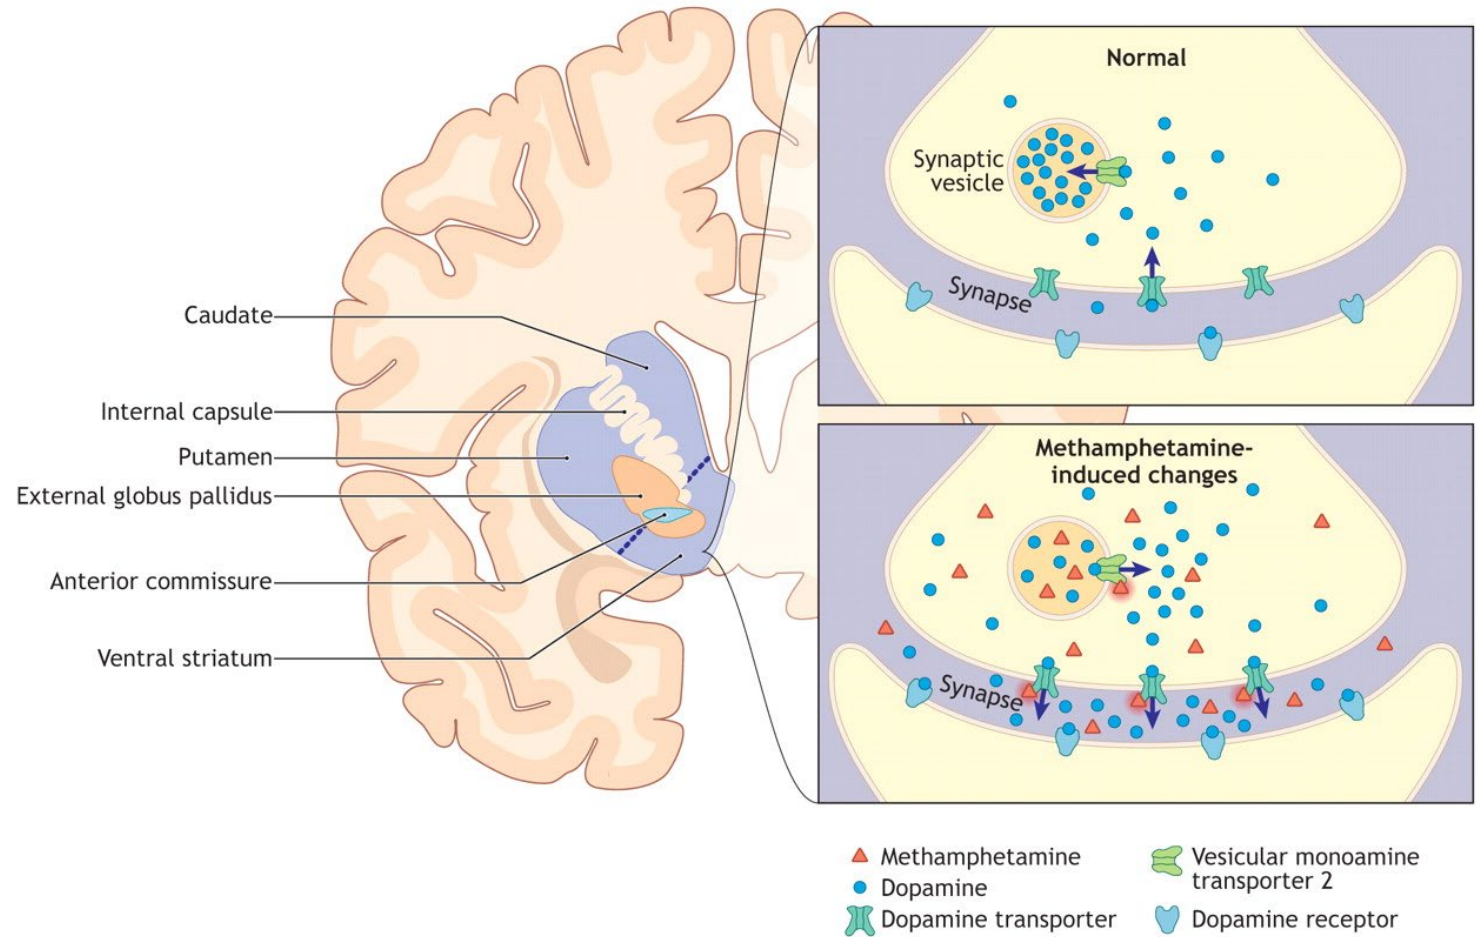 Caudate
Internal capsule
Putamen
External globus pallidus
Anterior commissure
Ventral striatum
Normal
Synaptic
vesicle
Synapse
Methamphetamine-
induced changes
Synapse
Methamphetamine
Dopamine
Dopamine transporter
Vesicular monoamine
transporter 2
Dopamine receptor